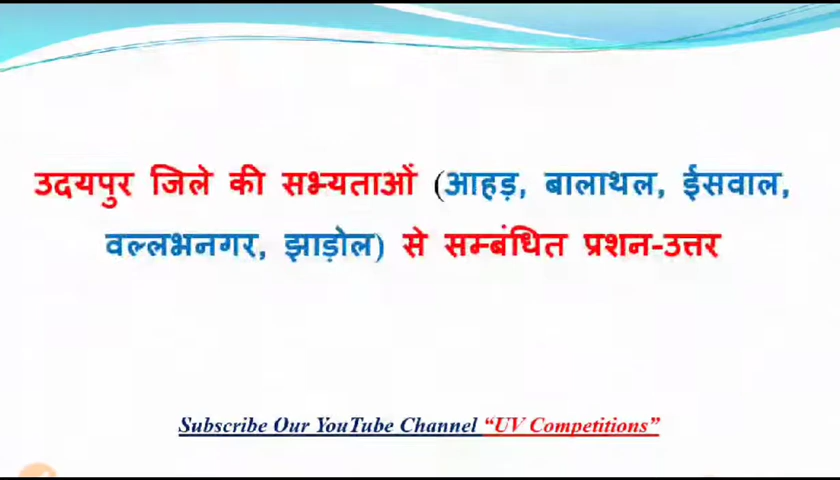 उदयपुर जिले की सभ्यताओं (आहड़, बालाथल, ईसवाल,
वल्लभनगर, झाड़ोल) से सम्बंधित प्रशन-उत्तर
Subscribe Our YouTube Channel “UV Competitions”